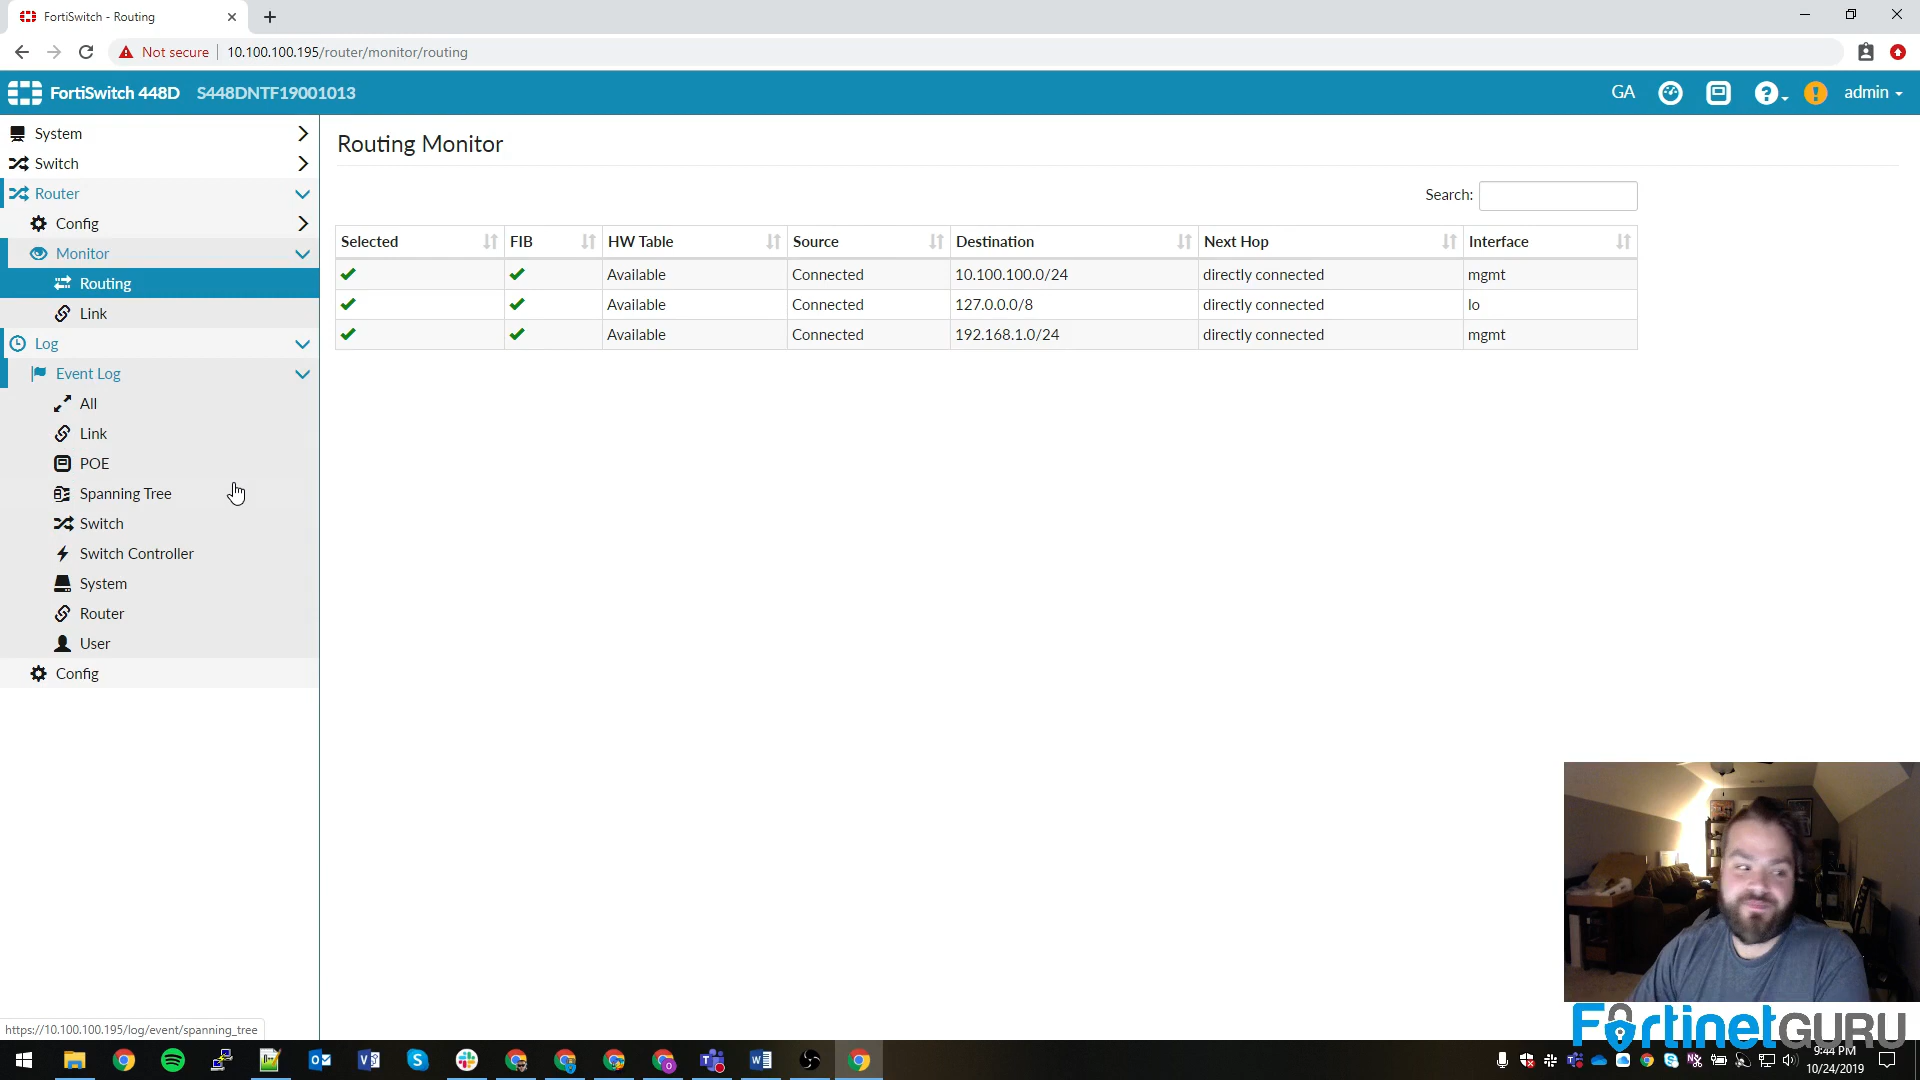 FortiSwitch - Routing
Not secure
10.100.100.195/router/monitor/routing
FortiSwitch 448D S448DNTF19001013
GA
admin
System
Switch
Router
Config
Monitor
Routing
Link
Log
Event Log
All
Link
POE
Spanning Tree
Switch
Switch Controller
System
Router
User
Config
Routing Monitor
Search:
Selected FIB HW Table Source Destination Next Hop Interface
Available Connected 10.100.100.0/24 directly connected mgmt
Available Connected 127.0.0.0/8 directly connected lo
Available Connected 192.168.1.0/24 directly connected mgmt
https://10.100.100.195/log/event/spanning_tree
FortinetGURU
9:44 PM
10/24/2019